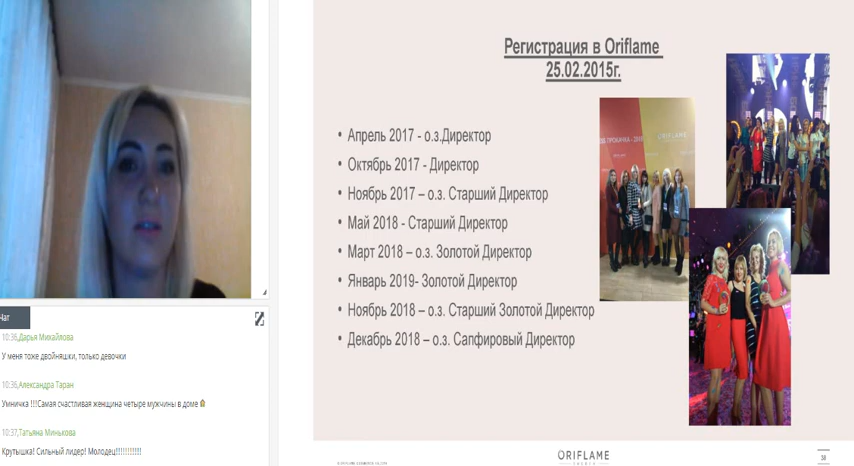 Регистрация в Oriflame
25.02.2015г.
• Апрель 2017 - о.з.Директор
• Октябрь 2017 - Директор
• Ноябрь 2017 – о.з. Старший Директор
• Май 2018 - Старший Директор
• Март 2018 – о.з. Золотой Директор
• Январь 2019- Золотой Директор
• Ноябрь 2018 – о.з. Старший Золотой Директор
• Декабрь 2018 – о.з. Сапфировый Директор
ORIFLAME
SWEDEN
38
Чат
10:36,Дарья Михайлова
У меня тоже двойняшки, только девочки
10:36,Александра Таран
Умничка !!!Самая счастливая женщина четыре мужчины в доме
10:37,Татьяна Минькова
Крутышка! Сильный лидер! Молодец!!!!!!!!!!!